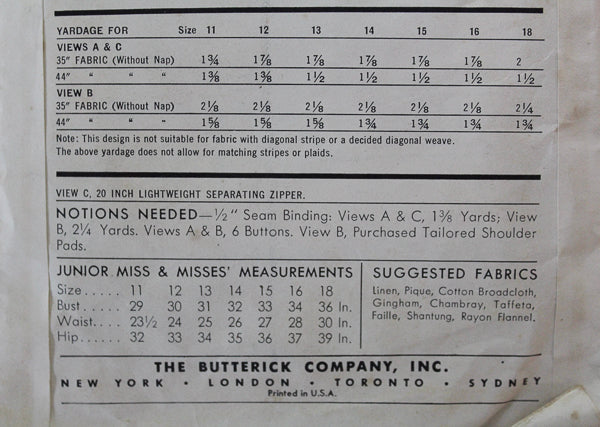 YARDAGE FOR Size 11 12 13 14 15 16 18
VIEWS A & C
35" FABRIC (Without Nap) 1¾ 1⅞ 1⅞ 1⅞ 1⅞ 1⅞ 2
44" " " " 1⅜ 1⅜ 1½ 1½ 1½ 1½ 1½
VIEW B
35" FABRIC (Without Nap) 2⅛ 2⅛ 2⅛ 2⅛ 2⅛ 2⅛ 2¼
44" " " " 1⅝ 1⅝ 1⅝ 1¾ 1¾ 1¾ 1¾
Note: This design is not suitable for fabric with diagonal stripe or a decided diagonal weave.
The above yardage does not allow for matching stripes or plaids.
VIEW C, 20 INCH LIGHTWEIGHT SEPARATING ZIPPER.
NOTIONS NEEDED—½" Seam Binding: Views A & C, 1⅜ Yards; View
B, 2¼ Yards. Views A & B, 6 Buttons. View B, Purchased Tailored Shoulder
Pads.
JUNIOR MISS & MISSES' MEASUREMENTS
Size..... 11 12 13 14 15 16 18
Bust..... 29 30 31 32 33 34 36 In.
Waist.... 23½ 24 25 26 27 28 30 In.
Hip...... 32 33 34 35 36 37 39 In.
SUGGESTED FABRICS
Linen, Pique, Cotton Broadcloth,
Gingham, Chambray, Taffeta,
Faille, Shantung, Rayon Flannel.
THE BUTTERICK COMPANY, INC.
NEW YORK • LONDON • TORONTO • SYDNEY
Printed in U.S.A.